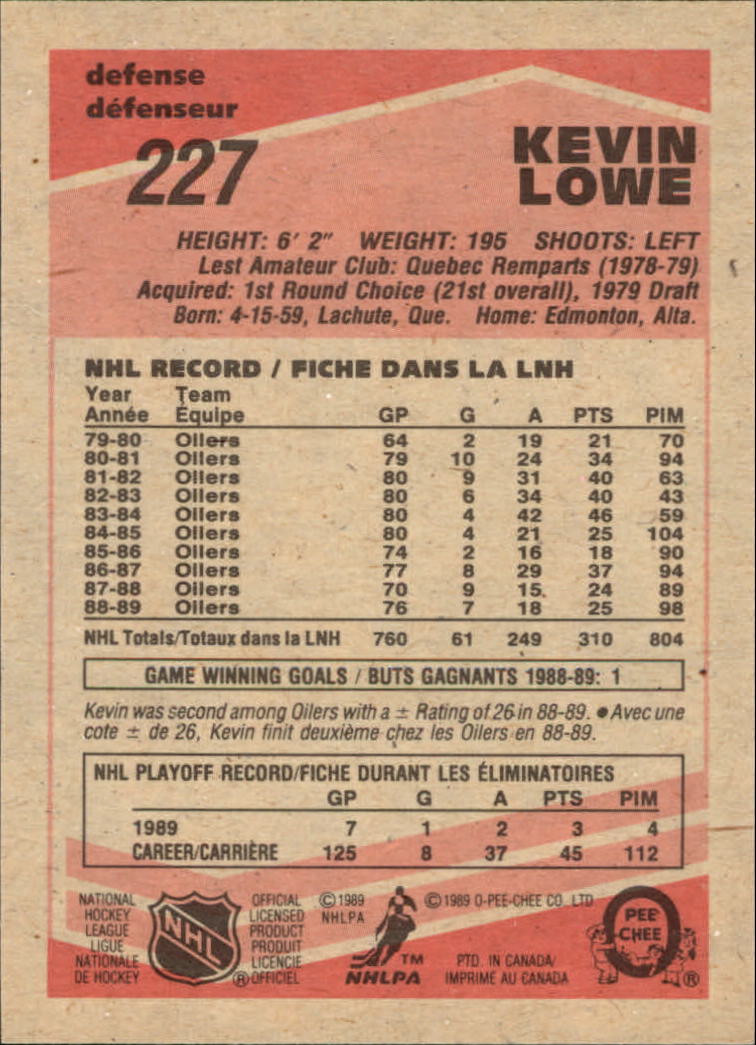 defense
défenseur
227
KEVIN
LOWE
HEIGHT: 6' 2" WEIGHT: 195 SHOOTS: LEFT
Lest Amateur Club: Quebec Remparts (1978-79)
Acquired: 1st Round Choice (21st overall), 1979 Draft
Born: 4-15-59, Lachute, Que. Home: Edmonton, Alta.
NHL RECORD / FICHE DANS LA LNH
Year Team
Année Équipe GP G A PTS PIM
79-80 Oilers 64 2 19 21 70
80-81 Oilers 79 10 24 34 94
81-82 Oilers 80 9 31 40 63
82-83 Oilers 80 6 34 40 43
83-84 Oilers 80 4 42 46 59
84-85 Oilers 80 4 21 25 104
85-86 Oilers 74 2 16 18 90
86-87 Oilers 77 8 29 37 94
87-88 Oilers 70 9 15 24 89
88-89 Oilers 76 7 18 25 98
NHL Totals/Totaux dans la LNH 760 61 249 310 804
GAME WINNING GOALS / BUTS GAGNANTS 1988-89: 1
Kevin was second among Oilers with a ± Rating of 26 in 88-89. ● Avec une
cote ± de 26, Kevin finit deuxième chez les Oilers en 88-89.
NHL PLAYOFF RECORD/FICHE DURANT LES ÉLIMINATOIRES
GP G A PTS PIM
1989 7 1 2 3 4
CAREER/CARRIÈRE 125 8 37 45 112
NATIONAL
HOCKEY
LEAGUE
LIGUE
NATIONALE
DE HOCKEY
NHL
®
OFFICIAL
LICENSED
PRODUCT
PRODUIT
LICENCIE
OFFICIEL
© 1989
NHLPA
TM
NHLPA
© 1989 O-PEE-CHEE CO. LTD
PTD. IN CANADA
IMPRIMÉ AU CANADA
O
PEE
CHEE
®